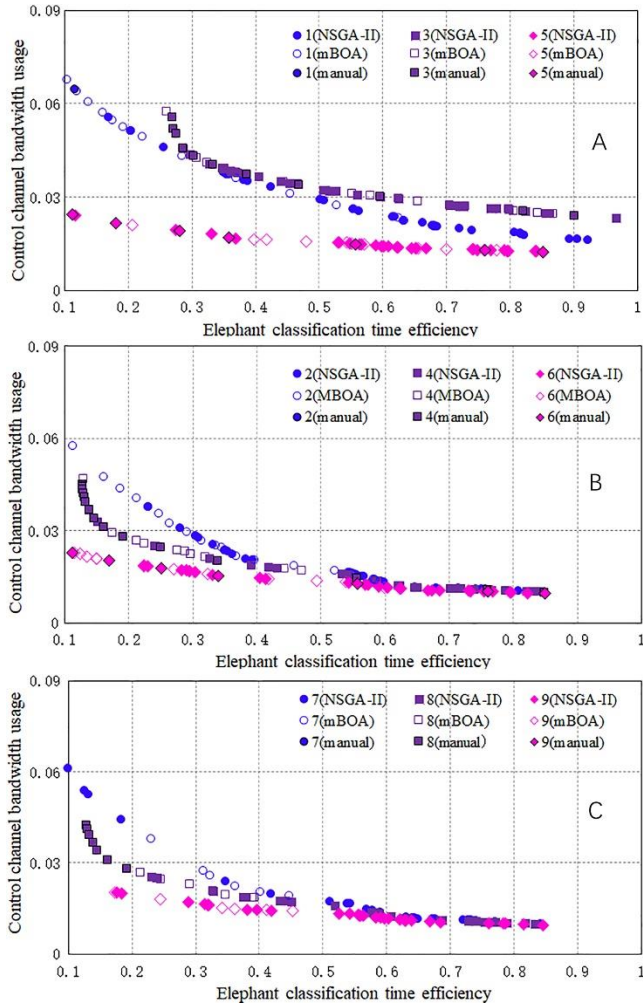 0.09
1(NSGA-II) 3(NSGA-II) 5(NSGA-II)
1(mBOA) 3(mBOA) 5(mBOA)
1(manual) 3(manual) 5(manual)
0.06
A
0.03
0
0.1 0.2 0.3 0.4 0.5 0.6 0.7 0.8 0.9 1
Control channel bandwidth usage
Elephant classification time efficiency
0.09
2(NSGA-II) 4(NSGA-II) 6(NSGA-II)
2(MBOA) 4(MBOA) 6(MBOA)
2(manual) 4(manual) 6(manual)
0.06
B
0.03
0
0.1 0.2 0.3 0.4 0.5 0.6 0.7 0.8 0.9 1
Control channel bandwidth usage
Elephant classification time efficiency
0.09
7(NSGA-II) 8(NSGA-II) 9(NSGA-II)
7(mBOA) 8(mBOA) 9(mBOA)
7(manual) 8(manual) 9(manual)
0.06
C
0.03
0
0.1 0.2 0.3 0.4 0.5 0.6 0.7 0.8 0.9 1
Control channel bandwidth usage
Elephant classification time efficiency